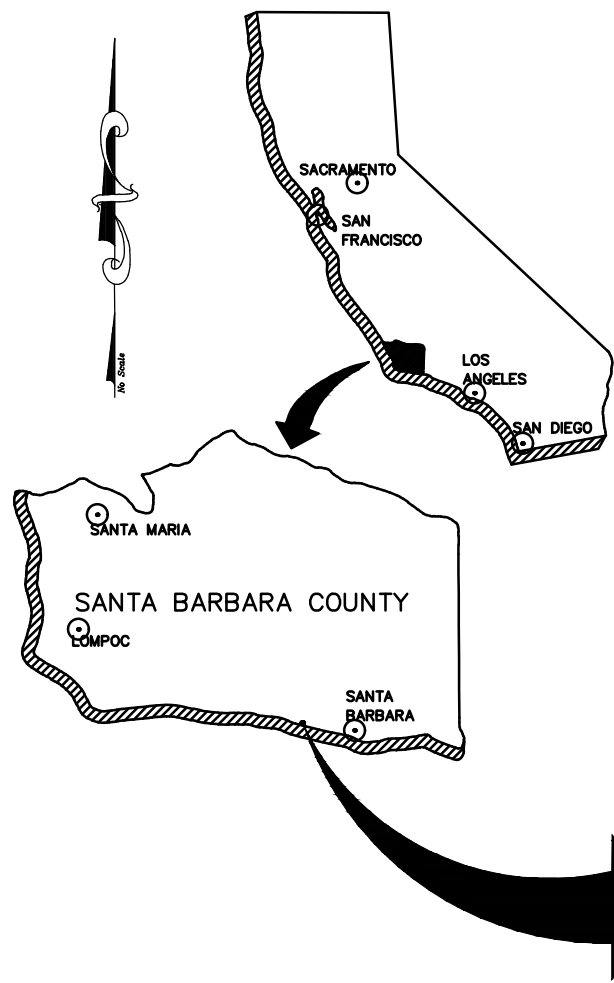 SACRAMENTO
SAN
FRANCISCO
No Scale
LOS
ANGELES
SAN DIEGO
SANTA MARIA
SANTA BARBARA COUNTY
LOMPOC
SANTA
BARBARA